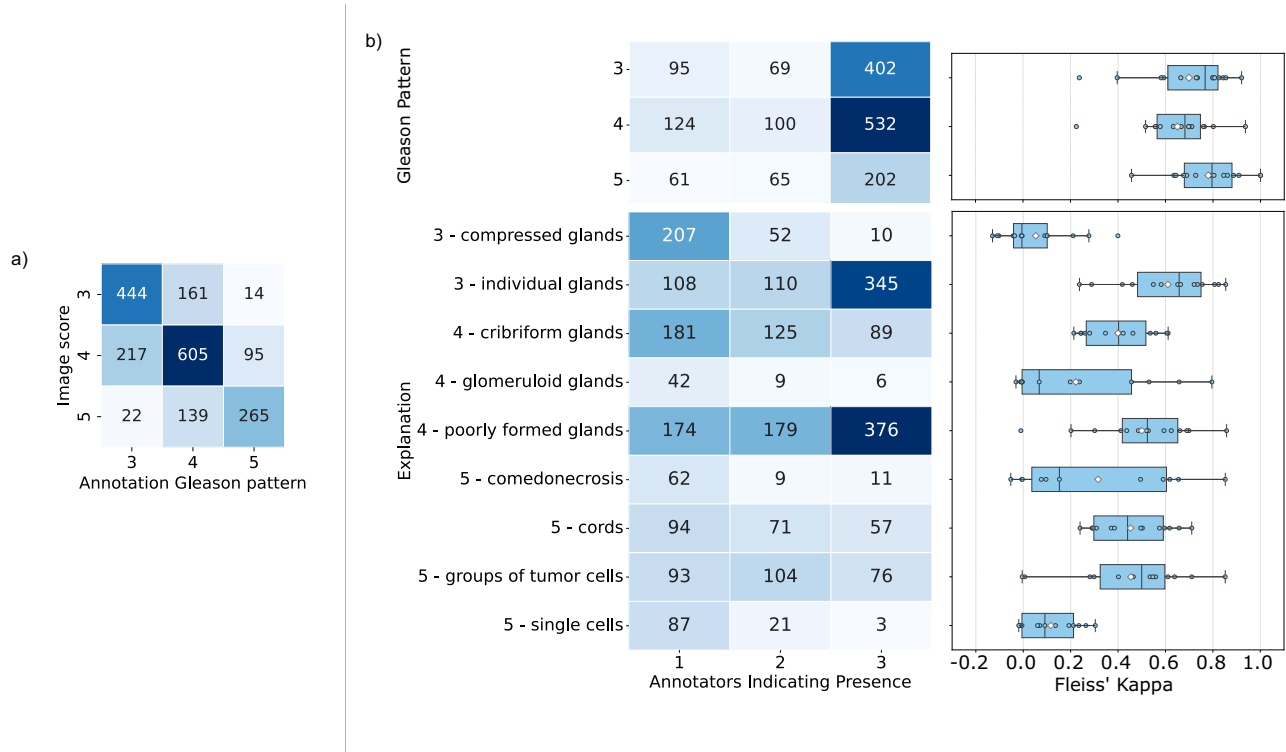 a)
Image score
3
444 161 14
4
217 605 95
5
22 139 265
3 4 5
Annotation Gleason pattern
b)
Gleason Pattern
3 95 69 402
4 124 100 532
5 61 65 202
Explanation
3 - compressed glands 207 52 10
3 - individual glands 108 110 345
4 - cribriform glands 181 125 89
4 - glomeruloid glands 42 9 6
4 - poorly formed glands 174 179 376
5 - comedonecrosis 62 9 11
5 - cords 94 71 57
5 - groups of tumor cells 93 104 76
5 - single cells 87 21 3
1 2 3
Annotators Indicating Presence
-0.2 0.0 0.2 0.4 0.6 0.8 1.0
Fleiss' Kappa